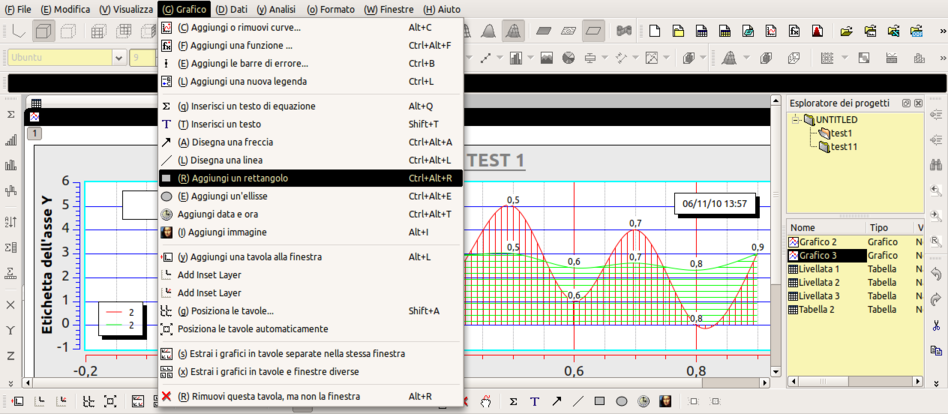 (F) File (E) Modifica (V) Visualizza (G) Grafico (D) Dati (y) Analisi (o) Formato (W) Finestre (H) Aiuto
Ubuntu 9
(C) Aggiungi o rimuovi curve... Alt+C
(F) Aggiungi una funzione ... Ctrl+Alt+F
(E) Aggiungi le barre di errore... Ctrl+B
(L) Aggiungi una nuova legenda Ctrl+L
(q) Inserisci un testo di equazione Alt+Q
(T) Inserisci un testo Shift+T
(A) Disegna una freccia Ctrl+Alt+A
(L) Disegna una linea Ctrl+Alt+L
(R) Aggiungi un rettangolo Ctrl+Alt+R
(E) Aggiungi un'ellisse Ctrl+Alt+E
Aggiungi data e ora Ctrl+Alt+T
(I) Aggiungi immagine Alt+I
(y) Aggiungi una tavola alla finestra Alt+L
Add Inset Layer
Add Inset Layer
(g) Posiziona le tavole... Shift+A
Posiziona le tavole automaticamente
(s) Estrai i grafici in tavole separate nella stessa finestra
(x) Estrai i grafici in tavole e finestre diverse
(R) Rimuovi questa tavola, ma non la finestra Alt+R
1
TEST 1
06/11/10 13:57
Etichetta dell'asse Y
6
5
4
3
2
1
0
-1
2
2
0,5
0,5
0,6
0,6
0,7
0,7
0,8
0,8
0,9
-0,2 0,6 0,8
Esploratore dei progetti
UNTITLED
test1
test11
Nome Tipo V
Grafico 2 Grafico N
Grafico 3 Grafico N
Livellata 1 Tabella N
Livellata 2 Tabella N
Livellata 3 Tabella N
Tabella 2 Tabella N